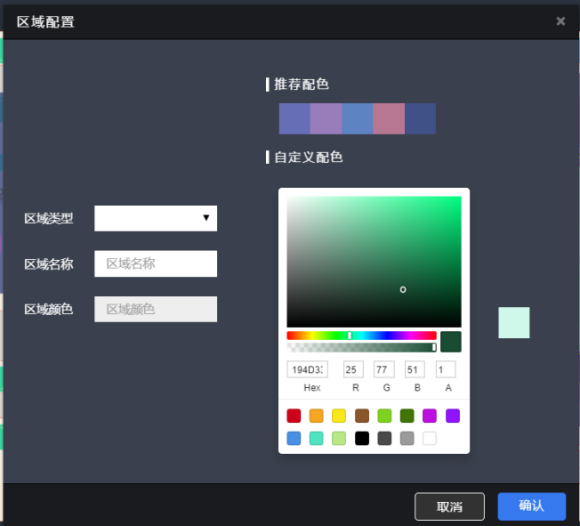 区域配置
×
推荐配色
自定义配色
区域类型
区域名称 区域名称
区域颜色 区域颜色
194D33 25 77 51 1
Hex R G B A
取消 确认